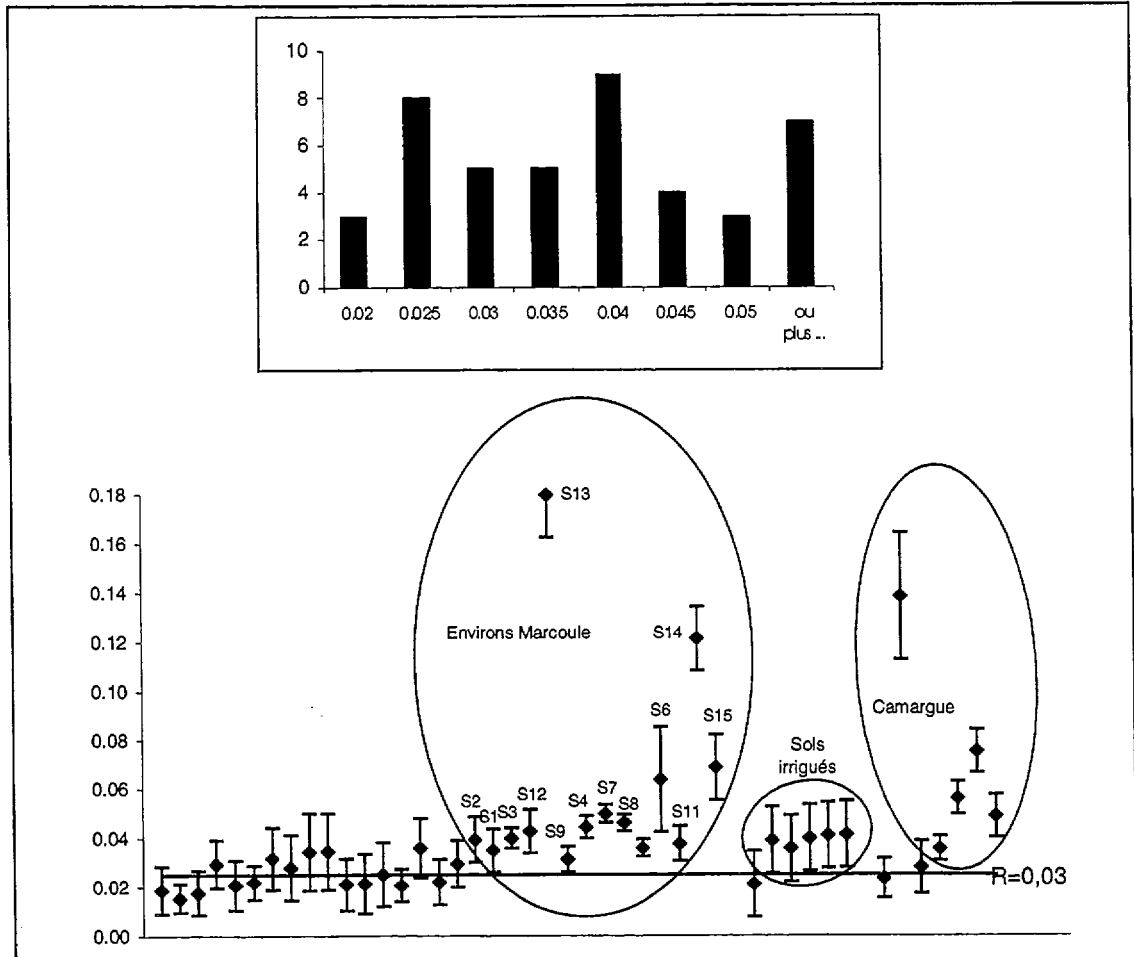 10
8
6
4
2
0
0.02 0.025 0.03 0.035 0.04 0.045 0.05 ou
plus...
0.18
0.16
0.14
0.12
0.10
0.08
0.06
0.04
0.02
0.00
S13
Environs Marcoule
S14
S6
S15
S2
S1
S3
S12
S9
S4
S7
S8
S11
Sols
irrigués
Camargue
R=0,03